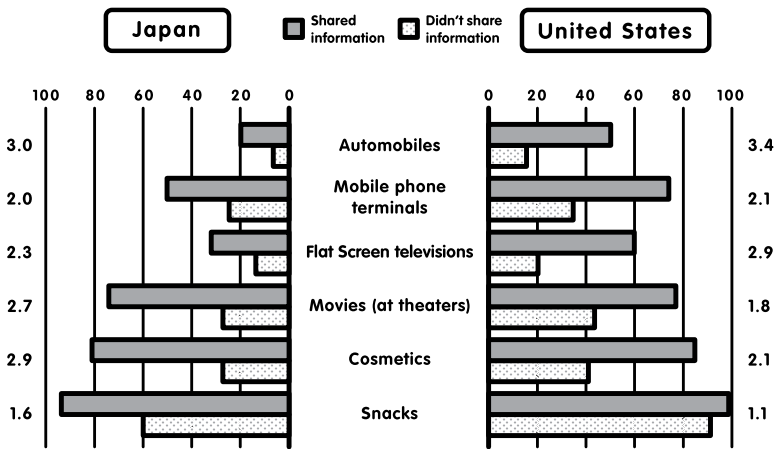 Japan
Shared
information
Didn't share
information
United States
100 80 60 40 20 0
0 20 40 60 80 100
3.0 Automobiles 3.4
2.0 Mobile phone
terminals 2.1
2.3 Flat Screen televisions 2.9
2.7 Movies (at theaters) 1.8
2.9 Cosmetics 2.1
1.6 Snacks 1.1